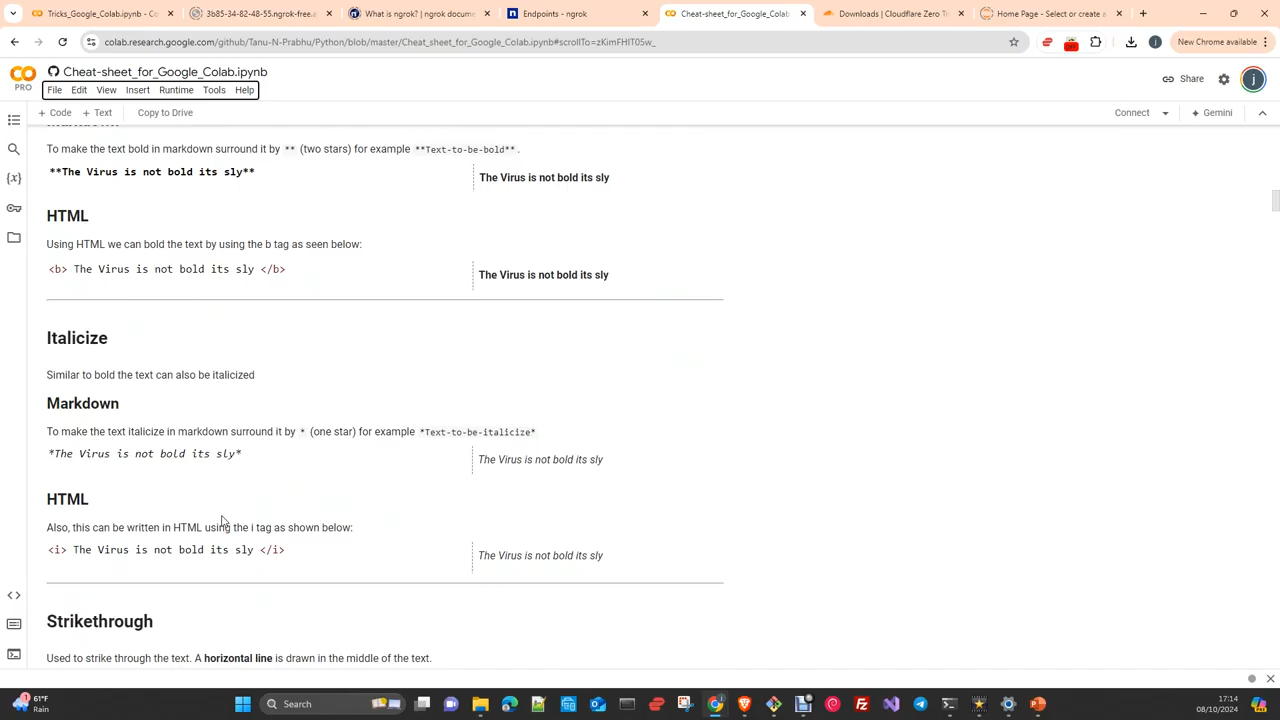 Tricks_Google_Colab.ipynb - Co
3b85-34-82-48-55.ngrok-free.a
What is ngrok? | ngrok docume
Endpoints - ngrok
Cheat-sheet_for_Google_Colab.
Downloads | Cloudflare Zero T
Home Page - Select or create a
colab.research.google.com/github/Tanu-N-Prabhu/Python/blob/master/Cheat_sheet_for_Google_Colab.ipynb#scrollTo=zKimFHIT05w_
OFF
j
New Chrome available
CO
PRO
Cheat-sheet_for_Google_Colab.ipynb
File Edit View Insert Runtime Tools Help
Share
j
+ Code + Text Copy to Drive
Connect
Gemini
To make the text bold in markdown surround it by ** (two stars) for example **Text-to-be-bold**.
**The Virus is not bold its sly**
The Virus is not bold its sly
HTML
Using HTML we can bold the text by using the b tag as seen below:
<b> The Virus is not bold its sly </b>
The Virus is not bold its sly
Italicize
Similar to bold the text can also be italicized
Markdown
To make the text italicize in markdown surround it by * (one star) for example *Text-to-be-italicize*
*The Virus is not bold its sly*
The Virus is not bold its sly
HTML
Also, this can be written in HTML using the i tag as shown below:
<i> The Virus is not bold its sly </i>
The Virus is not bold its sly
Strikethrough
Used to strike through the text. A horizontal line is drawn in the middle of the text.
1
61°F
Rain
Search
17:14
08/10/2024